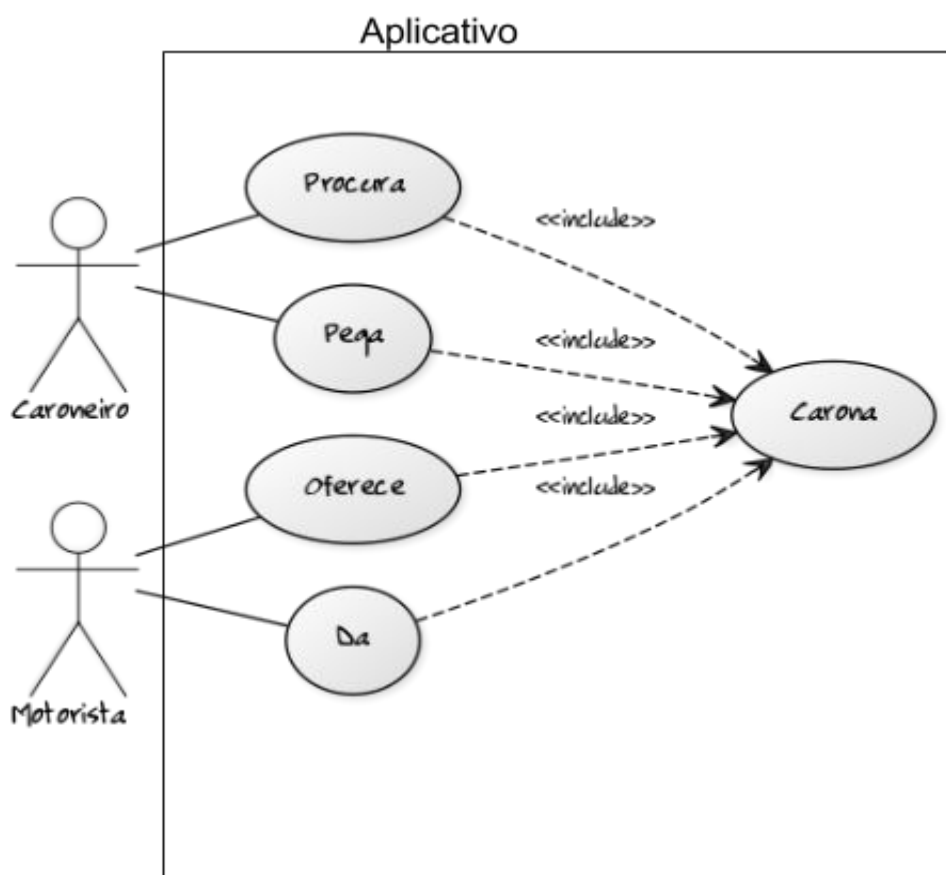 Aplicativo
Procura
<<include>>
Pega
<<include>>
Caroneiro
Carona
<<include>>
Oferece
<<include>>
Da
Motorista